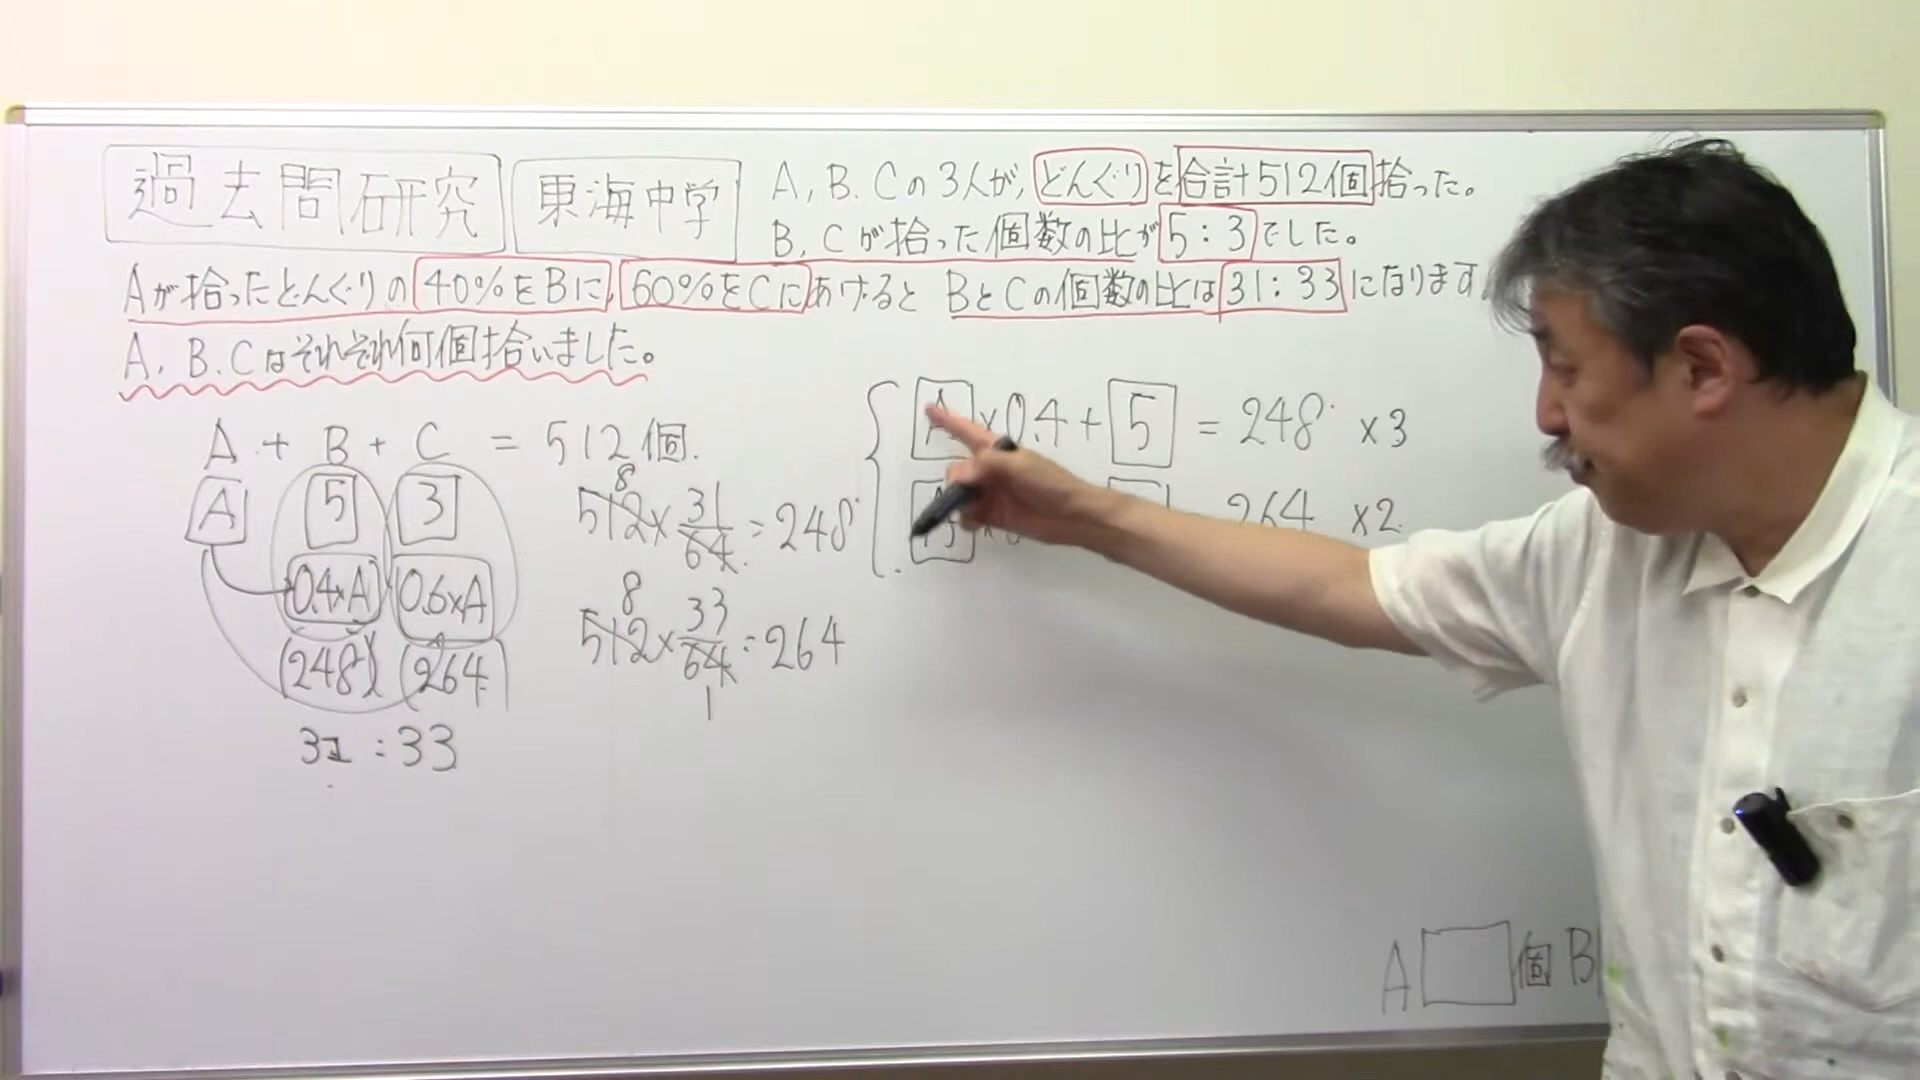 過去問研究 東海中学
A, B. Cの3人が, どんぐりを合計512個拾った。
B, Cが拾った個数の比が5:3でした。
Aが拾ったどんぐりの40%をBに, 60%をCにあげると BとCの個数の比は31:33になります
A. B. Cはそれぞれ何個拾いました。
A + B + C = 512個.
A 5 3
0.4×A 0.6×A
(248) (264)
31 : 33
8
512×31/64=248
8
512×33/64=264
1
A×0.4+5=248 ×3
264 ×2
A 個 B